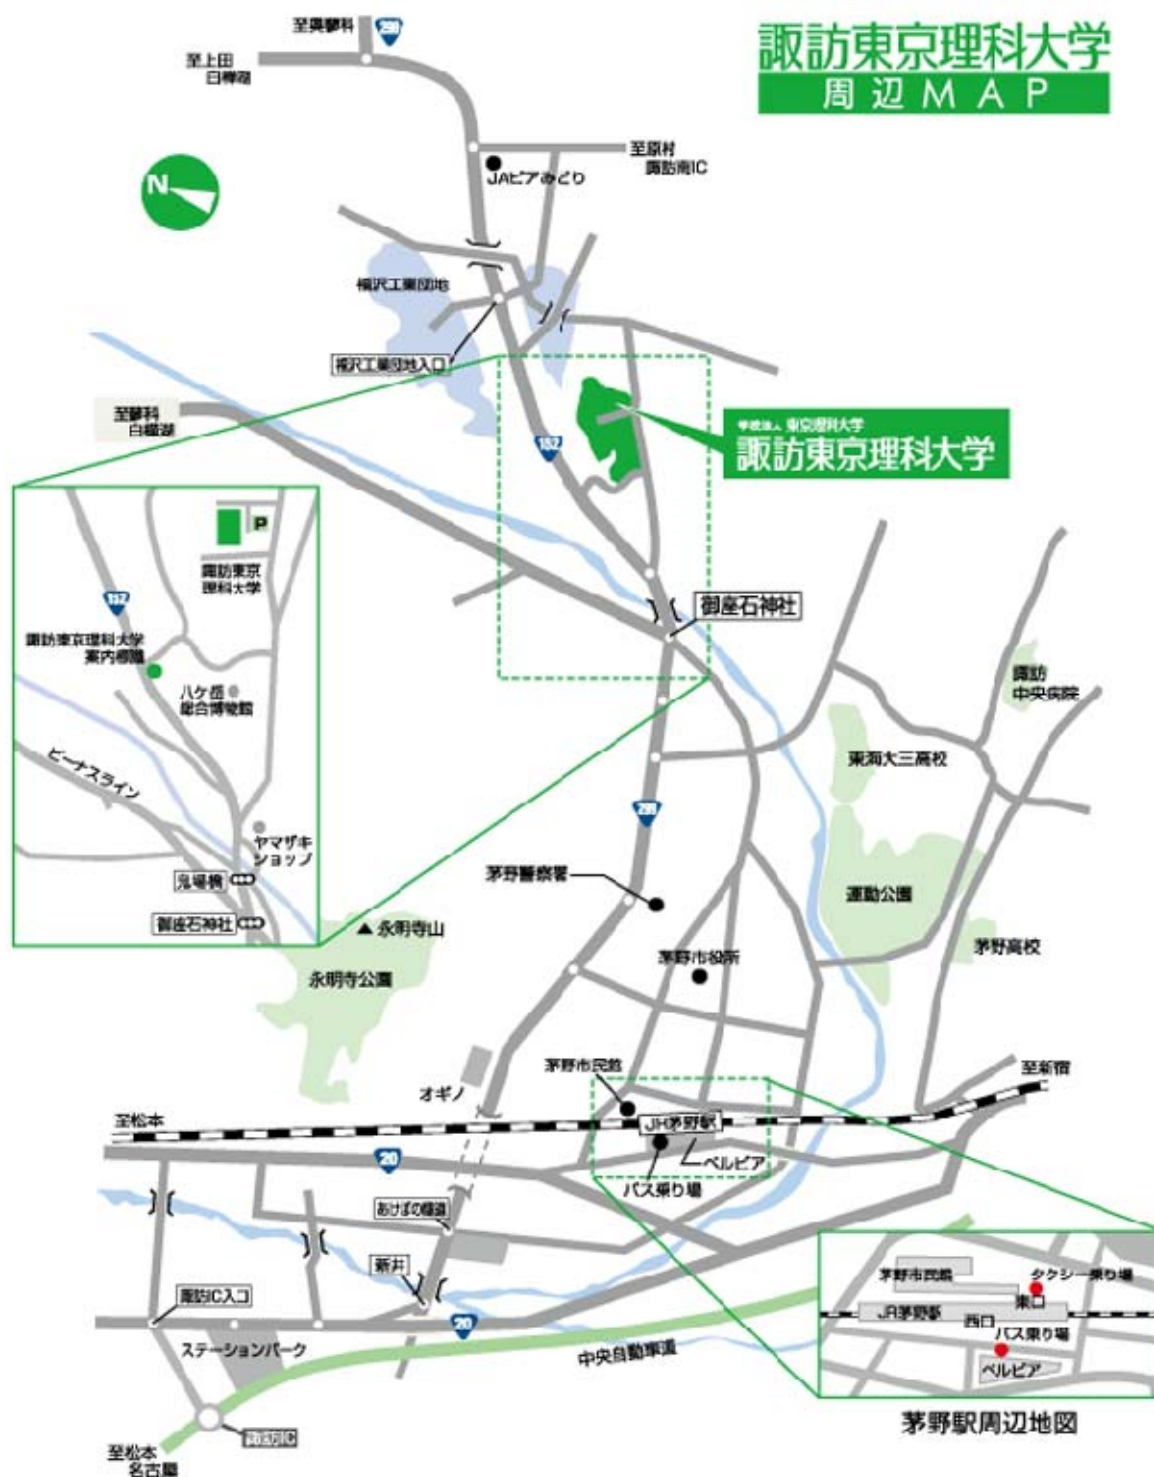 至奥蓼科
299
至上田
白樺湖
諏訪東京理科大学
周辺MAP
至原村
諏訪南IC
JAピアみどり
N
福沢工業団地
福沢工業団地入口
至蓼科
白樺湖
152
学校法人 東京理科大学
諏訪東京理科大学
P
諏訪東京
理科大学
152
諏訪東京理科大学
案内標識
八ケ岳
総合博物館
ビーナスライン
ヤマザキ
ショップ
鬼場橋
御座石神社
御座石神社
諏訪
中央病院
東海大三高校
299
茅野警察署
運動公園
茅野高校
▲ 永明寺山
永明寺公園
茅野市役所
茅野市民館
オギノ
至新宿
至松本
JR茅野駅
ベルビア
バス乗り場
20
あけぼの隧道
新井
諏訪IC入口
20
ステーションパーク
中央自動車道
諏訪IC
至松本
名古屋
茅野市民館
タクシー乗り場
東口
JR茅野駅
西口
バス乗り場
ベルビア
茅野駅周辺地図